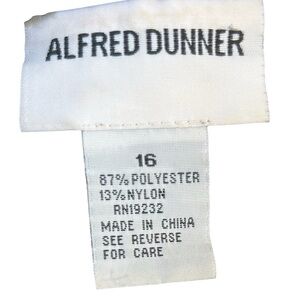 ALFRED DUNNER
16
87% POLYESTER
13% NYLON
RN19232
MADE IN CHINA
SEE REVERSE
FOR CARE